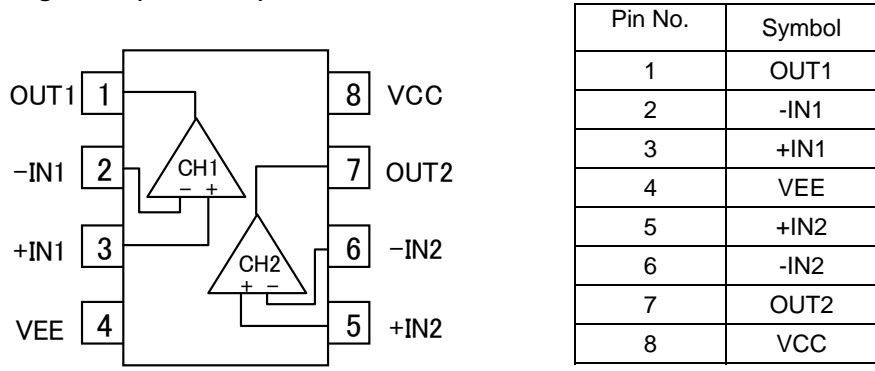 OUT1 1 8 VCC
-IN1 2 CH1 7 OUT2
- +
+IN1 3 6 -IN2
CH2
+ -
VEE 4 5 +IN2
Pin No. Symbol
1 OUT1
2 -IN1
3 +IN1
4 VEE
5 +IN2
6 -IN2
7 OUT2
8 VCC